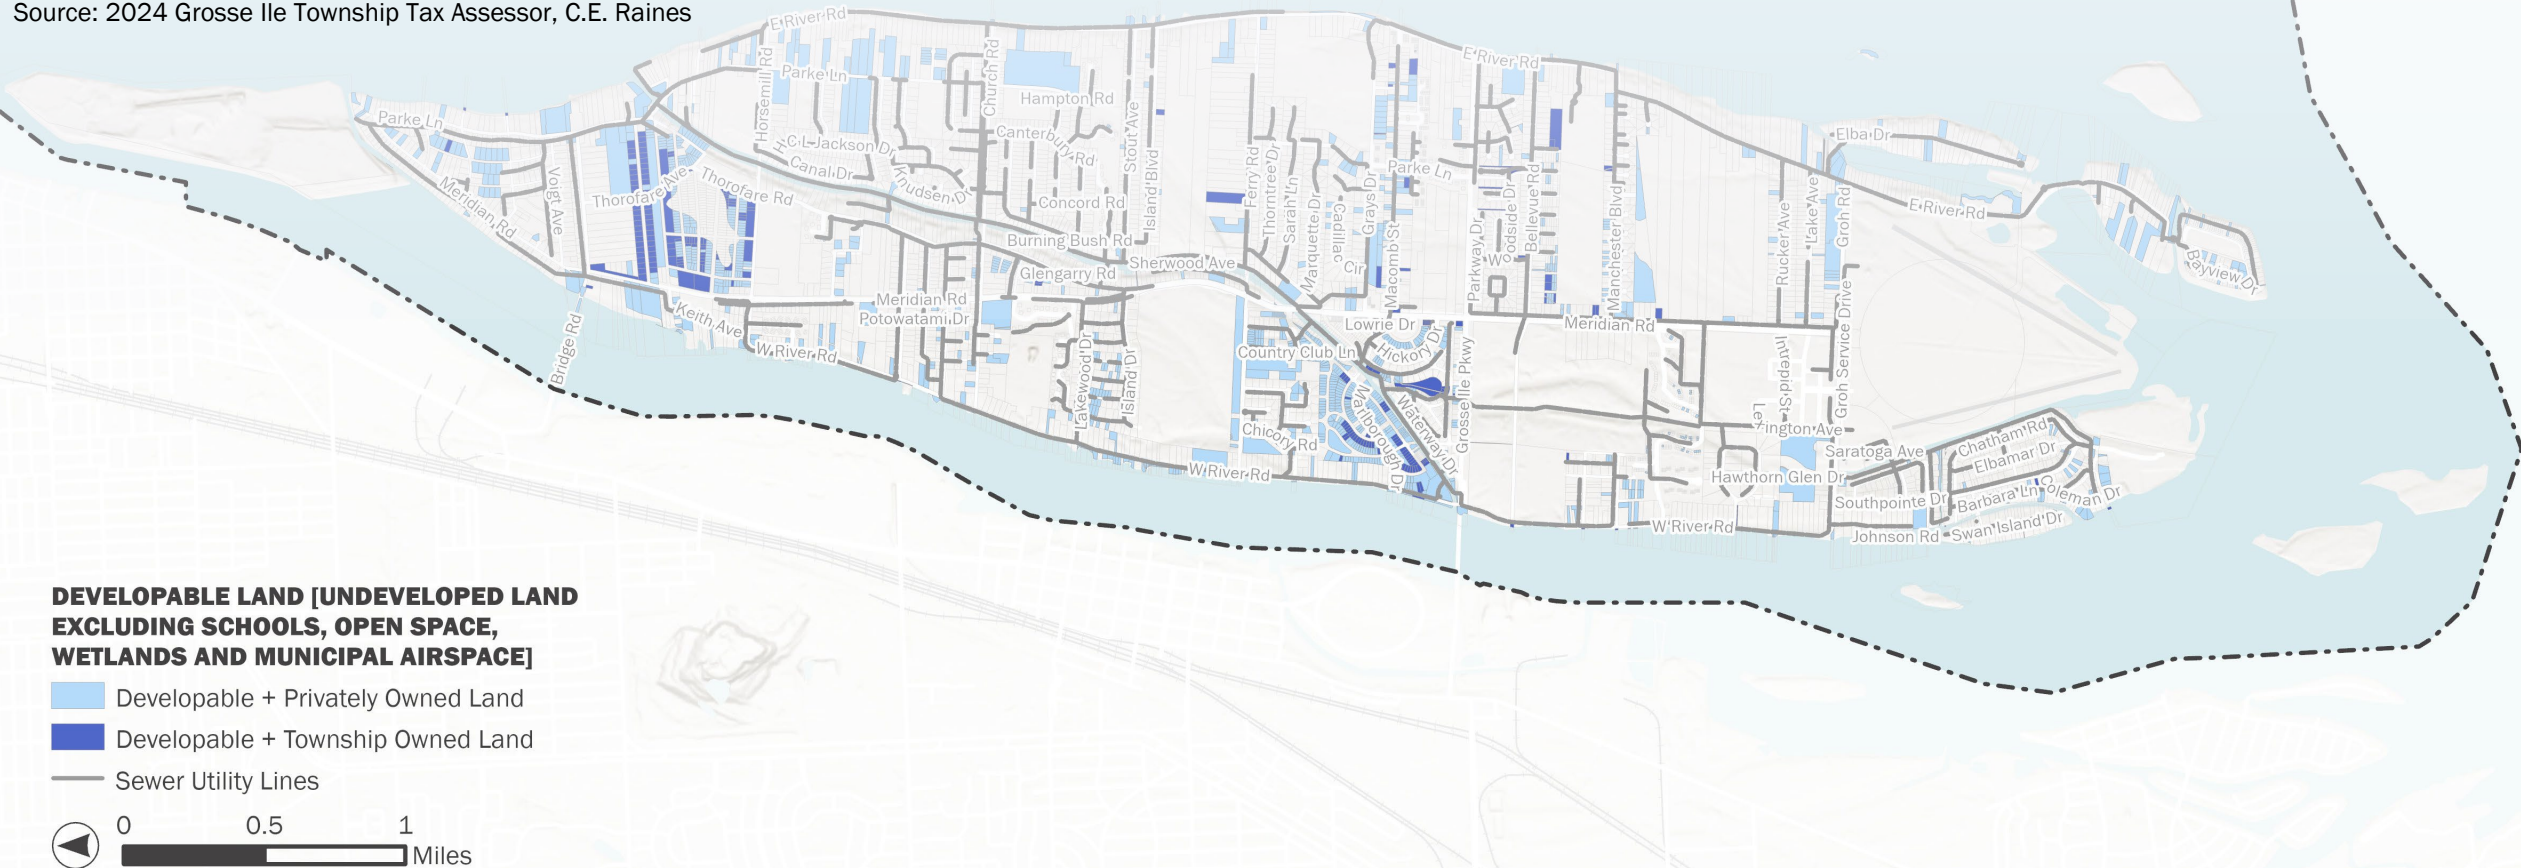 Source: 2024 Grosse Ile Township Tax Assessor, C.E. Raines
E River Rd
Horsemill Rd
Parke Ln
Church Rd
Hampton Rd
E River Rd
Parke Ln
H C L Jackson Dr
Canal Dr
Knudsen Dr
Canterbury Rd
Stout Ave
Island Blvd
Concord Rd
Ferry Rd
Thorntree Dr
Sarah Ln
Marquette Dr
Cadillac
Cir
Grays Dr
Macomb St
Parke Ln
Parkway Dr
Woodside Dr
Bellevue Rd
Manchester Blvd
Rucker Ave
Lake Ave
Groh Rd
Elba Dr
E River Rd
Bayview Dr
Meridian Rd
Voigt Ave
Thorofare Ave
Thorofare Rd
Burning Bush Rd
Glengarry Rd
Sherwood Ave
Keith Ave
Meridian Rd
Potowatami Dr
W River Rd
Bridge Rd
Lakewood Dr
Island Dr
Lowrie Dr
Country Club Ln
Hickory Dr
Grosse Ile Pkwy
Meridian Rd
Marlborough Dr
Waterway Dr
Chicory Rd
W River Rd
Intrepid St
Groh Service Drive
Lexington Ave
Saratoga Ave
Chatham Rd
Elbamar Dr
Hawthorn Glen Dr
Southpointe Dr
Barbara Ln
Coleman Dr
W River Rd
Johnson Rd
Swan Island Dr
DEVELOPABLE LAND [UNDEVELOPED LAND
EXCLUDING SCHOOLS, OPEN SPACE,
WETLANDS AND MUNICIPAL AIRSPACE]
Developable + Privately Owned Land
Developable + Township Owned Land
Sewer Utility Lines
0 0.5 1
Miles